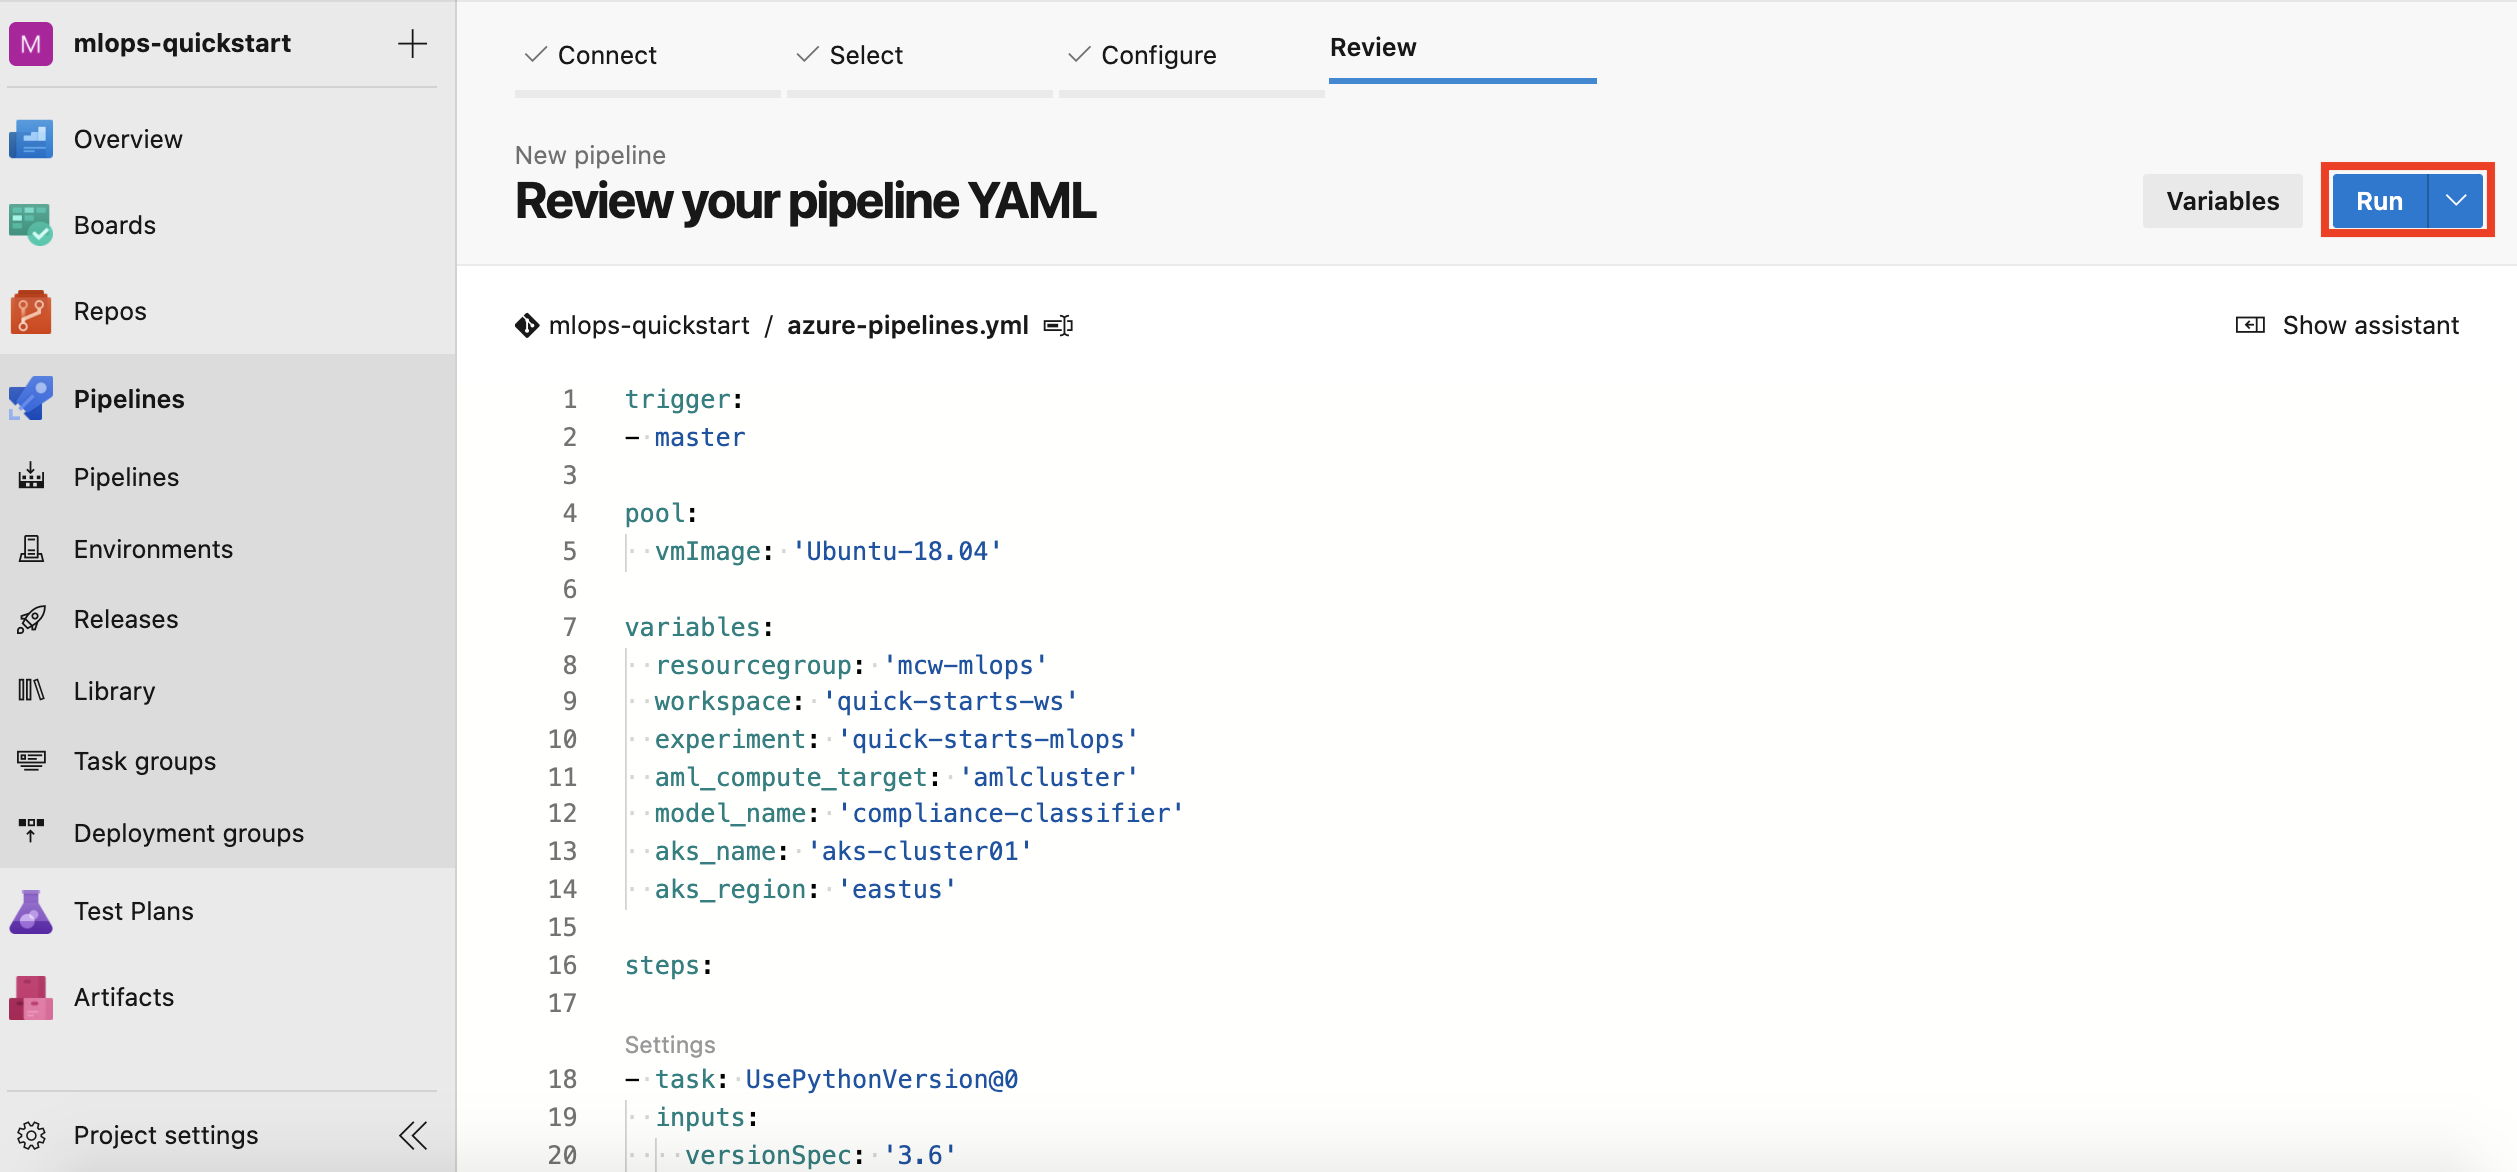 M mlops-quickstart
Overview
Boards
Repos
Pipelines
Pipelines
Environments
Releases
Library
Task groups
Deployment groups
Test Plans
Artifacts
Project settings
Connect Select Configure Review
New pipeline
Review your pipeline YAML
Variables Run
mlops-quickstart / azure-pipelines.yml
Show assistant
1 trigger:
2 - master
3
4 pool:
5   vmImage: 'Ubuntu-18.04'
6
7 variables:
8   resourcegroup: 'mcw-mlops'
9   workspace: 'quick-starts-ws'
10   experiment: 'quick-starts-mlops'
11   aml_compute_target: 'amlcluster'
12   model_name: 'compliance-classifier'
13   aks_name: 'aks-cluster01'
14   aks_region: 'eastus'
15
16 steps:
17
Settings
18 - task: UsePythonVersion@0
19   inputs:
20     versionSpec: '3.6'